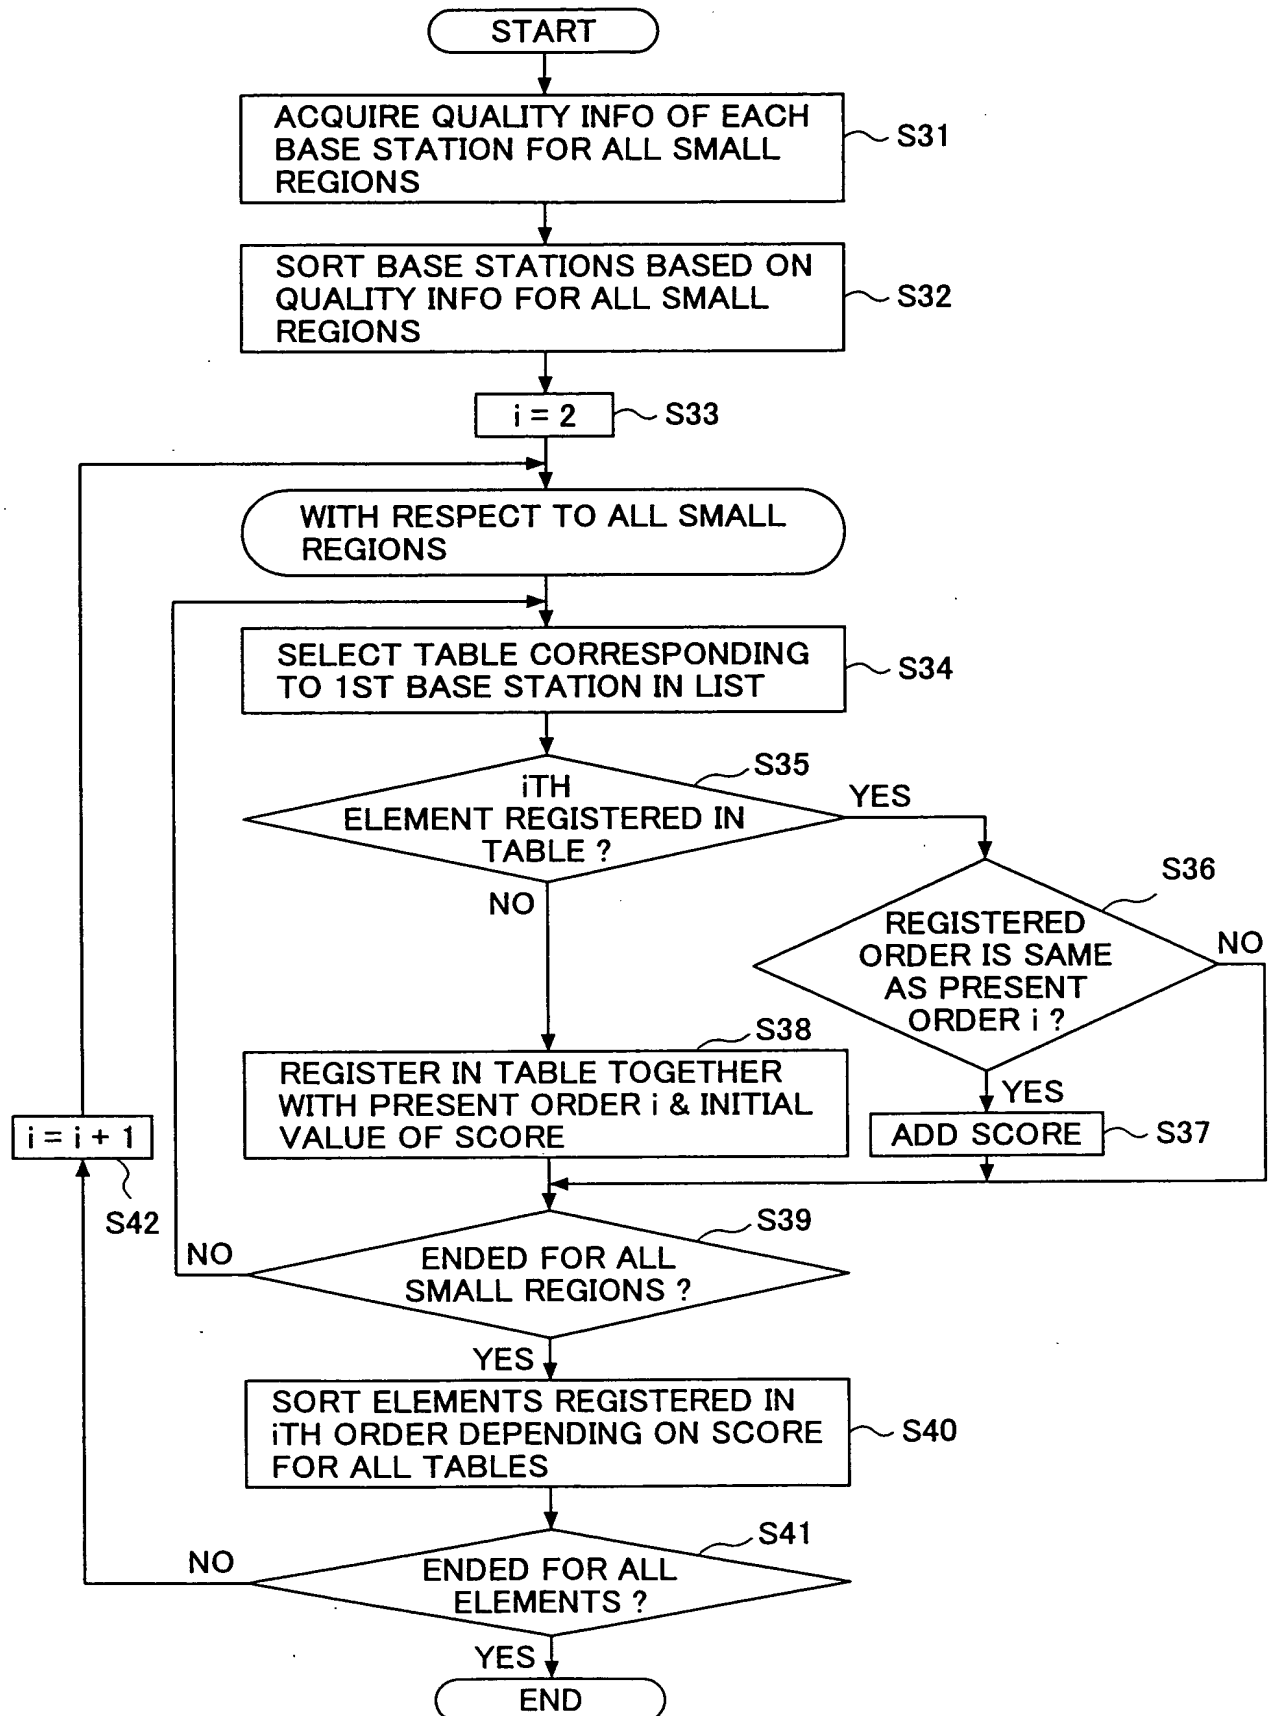 START
ACQUIRE QUALITY INFO OF EACH
BASE STATION FOR ALL SMALL
REGIONS
S31
SORT BASE STATIONS BASED ON
QUALITY INFO FOR ALL SMALL
REGIONS
S32
i = 2
S33
WITH RESPECT TO ALL SMALL
REGIONS
SELECT TABLE CORRESPONDING
TO 1ST BASE STATION IN LIST
S34
iTH
ELEMENT REGISTERED IN
TABLE ?
S35
YES
NO
REGISTERED
ORDER IS SAME
AS PRESENT
ORDER i ?
S36
NO
YES
ADD SCORE
S37
REGISTER IN TABLE TOGETHER
WITH PRESENT ORDER i & INITIAL
VALUE OF SCORE
S38
i = i + 1
S42
ENDED FOR ALL
SMALL REGIONS ?
S39
NO
YES
SORT ELEMENTS REGISTERED IN
iTH ORDER DEPENDING ON SCORE
FOR ALL TABLES
S40
ENDED FOR ALL
ELEMENTS ?
S41
NO
YES
END